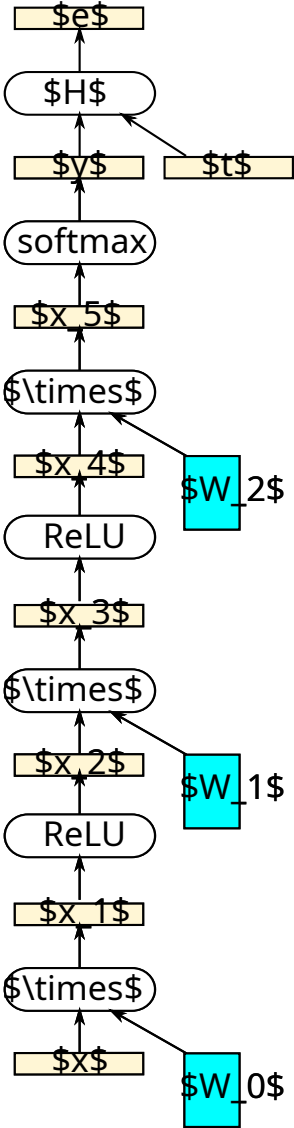 $e$
$H$
$y$
$t$
softmax
$x_5$
$\times$
$x_4$
$W_2$
ReLU
$x_3$
$\times$
$x_2$
$W_1$
ReLU
$x_1$
$\times$
$x$
$W_0$